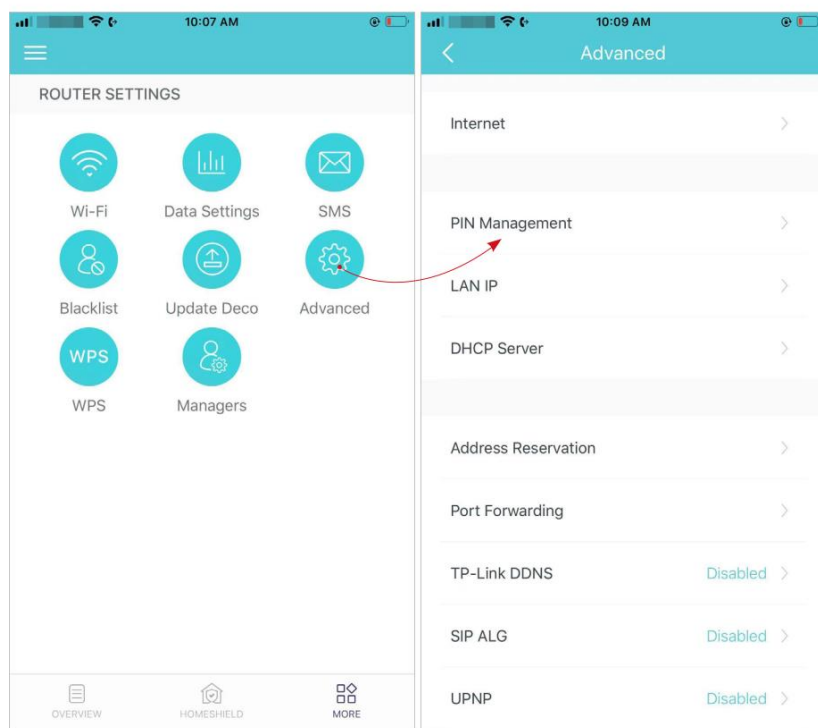 10:07 AM
ROUTER SETTINGS
Wi-Fi
Data Settings
SMS
Blacklist
Update Deco
Advanced
WPS
WPS
Managers
OVERVIEW
HOMESHIELD
MORE
10:09 AM
Advanced
Internet
PIN Management
LAN IP
DHCP Server
Address Reservation
Port Forwarding
TP-Link DDNS Disabled
SIP ALG Disabled
UPNP Disabled